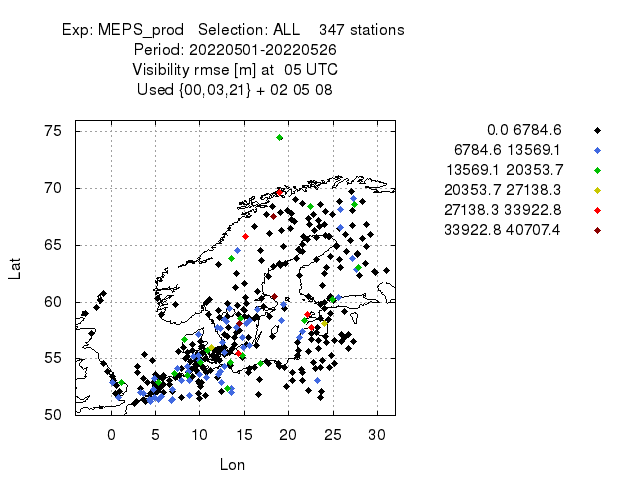 Exp: MEPS_prod   Selection: ALL    347 stations
Period: 20220501-20220526
Visibility rmse [m] at  05 UTC
Used {00,03,21} + 02 05 08
0.0 6784.6
6784.6 13569.1
13569.1 20353.7
20353.7 27138.3
27138.3 33922.8
33922.8 40707.4
75
70
65
60
55
50
Lat
0 5 10 15 20 25 30
Lon